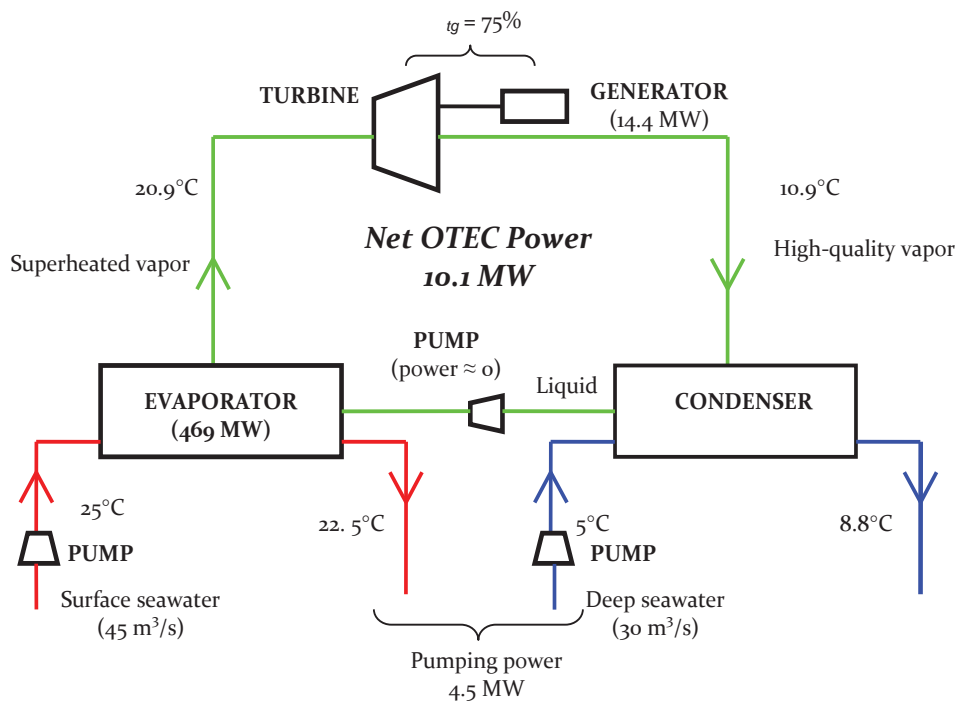 tg = 75%
TURBINE
GENERATOR
(14.4 MW)
20.9°C
10.9°C
Net OTEC Power
10.1 MW
Superheated vapor
High-quality vapor
PUMP
(power ≈ 0)
Liquid
EVAPORATOR
(469 MW)
CONDENSER
25°C
22. 5°C
5°C
8.8°C
PUMP
PUMP
Surface seawater
(45 m³/s)
Deep seawater
(30 m³/s)
Pumping power
4.5 MW